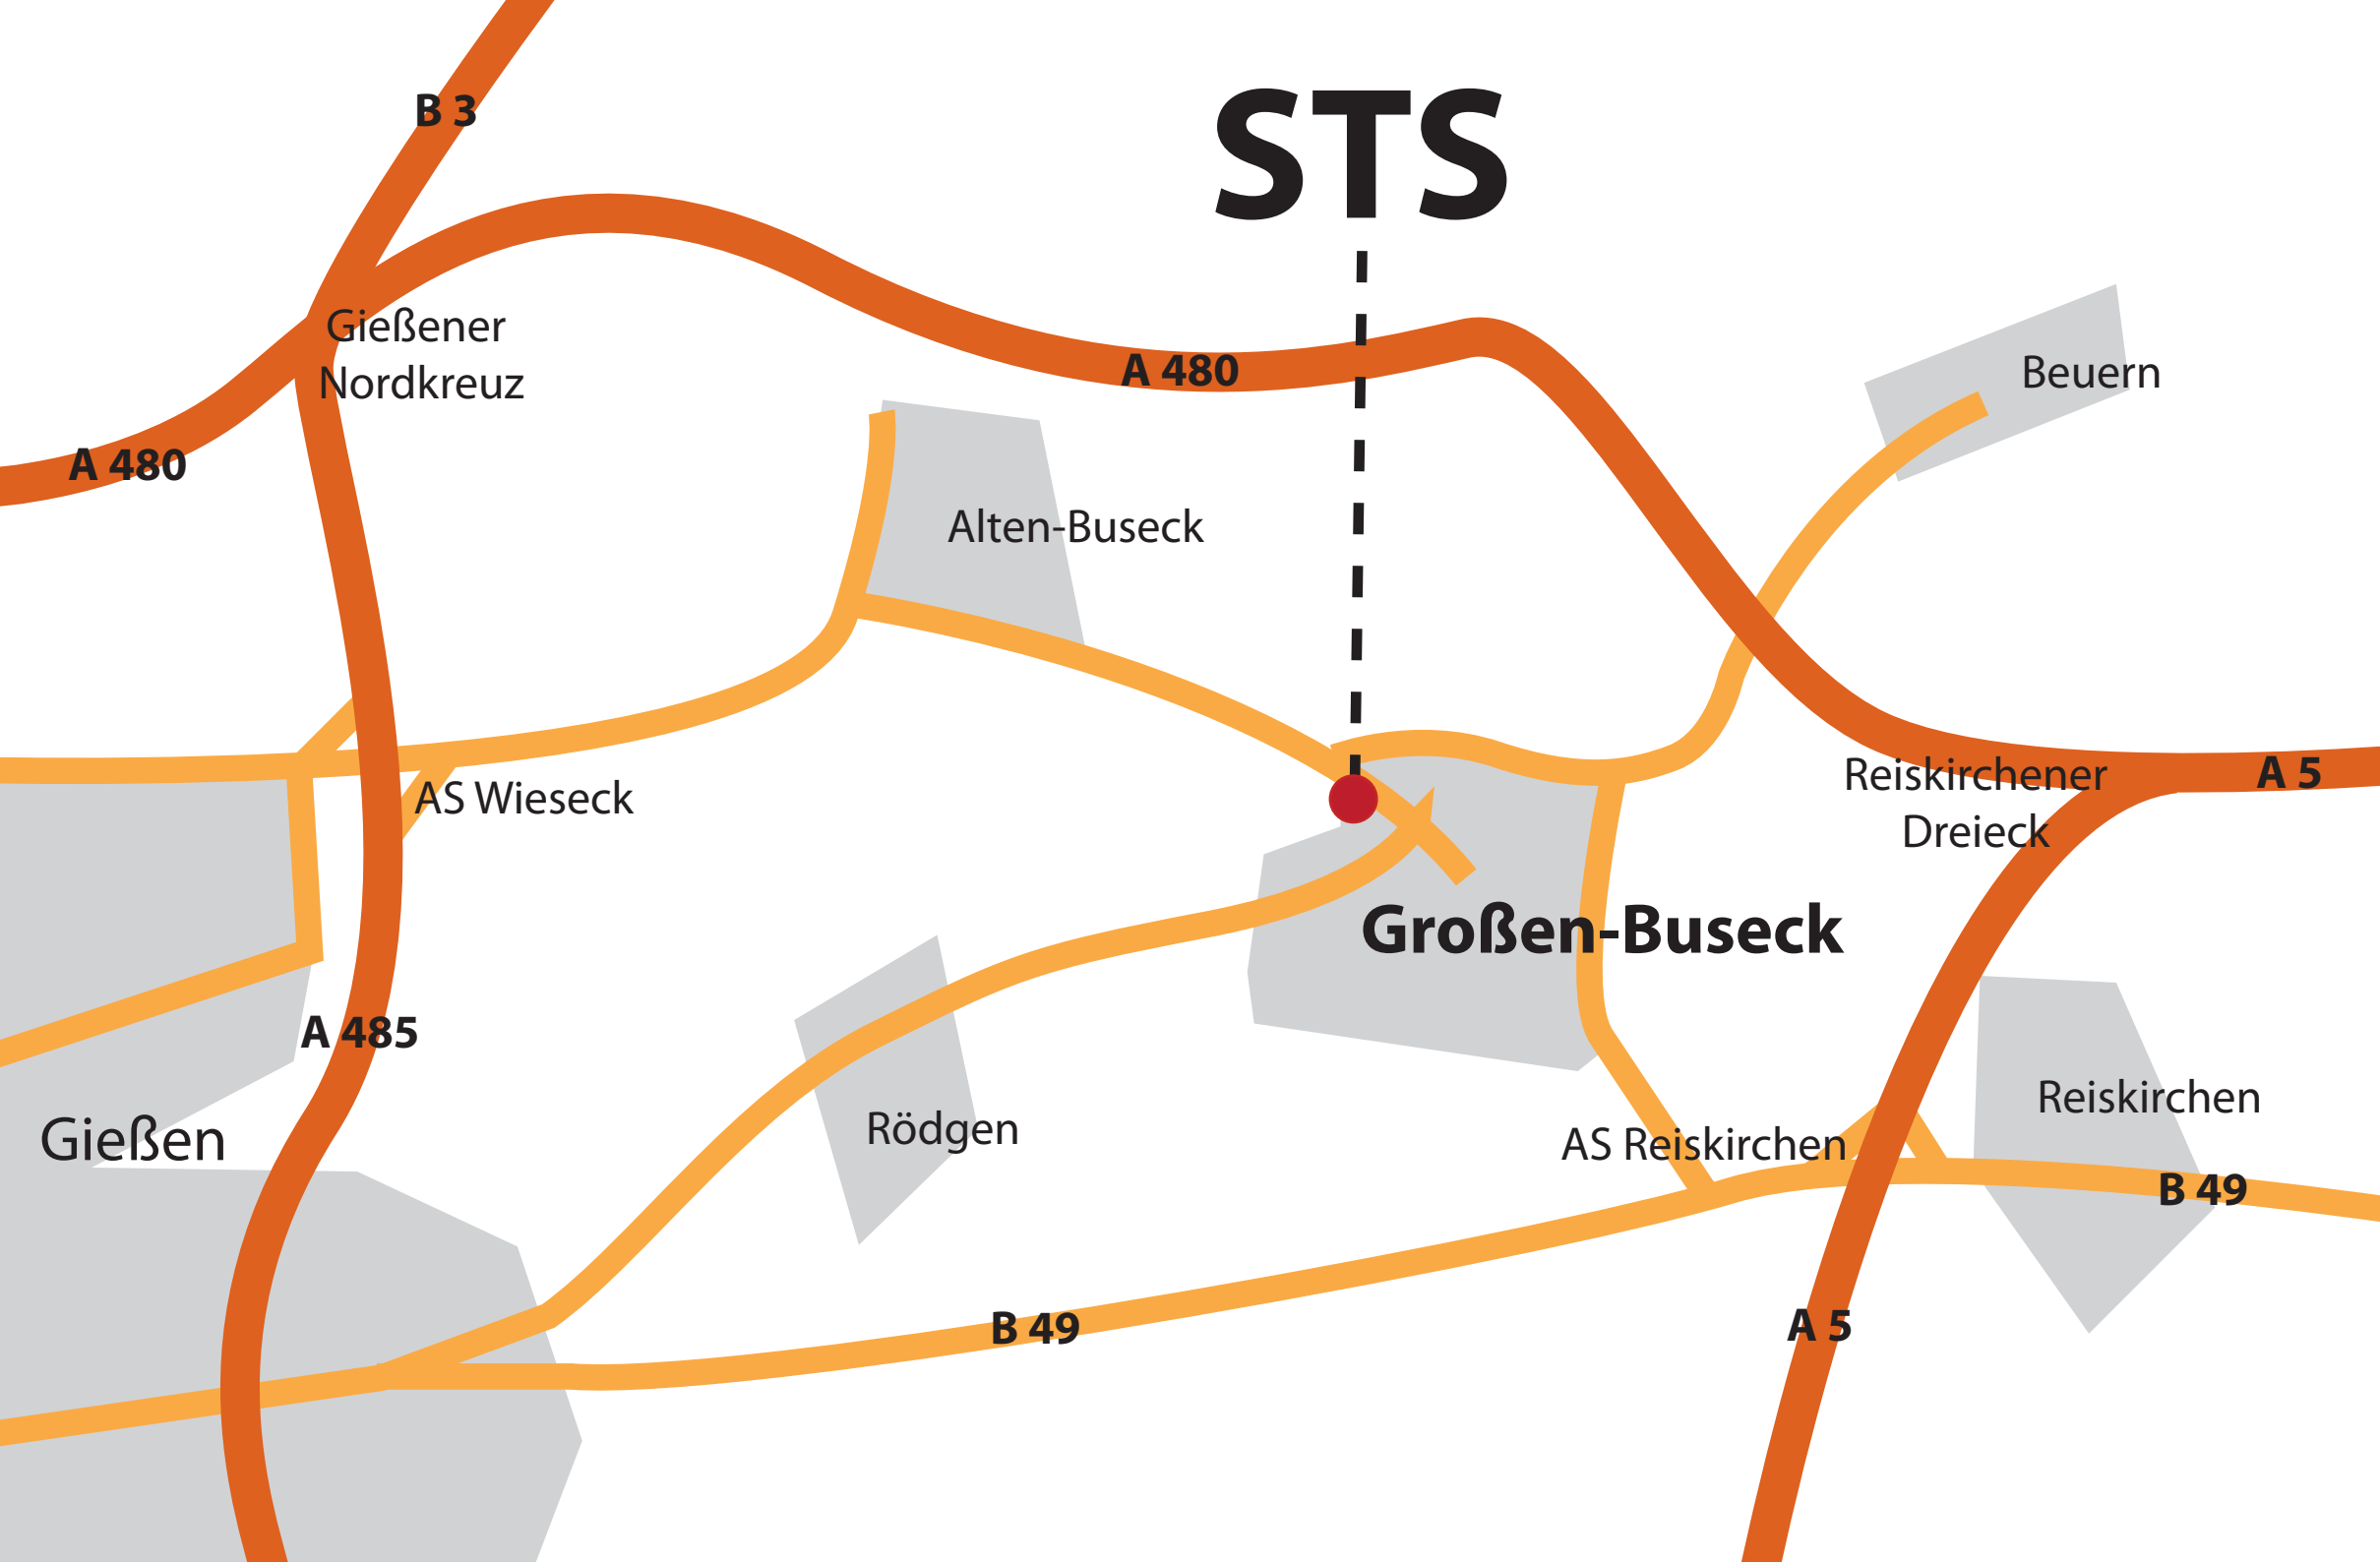 B 3
STS
Gießener
Nordkreuz
A 480
Beuern
A 480
Alten-Buseck
AS Wieseck
Reiskirchener
Dreieck
A 5
Großen-Buseck
A 485
Reiskirchen
Gießen
Rödgen
AS Reiskirchen
B 49
B 49
A 5